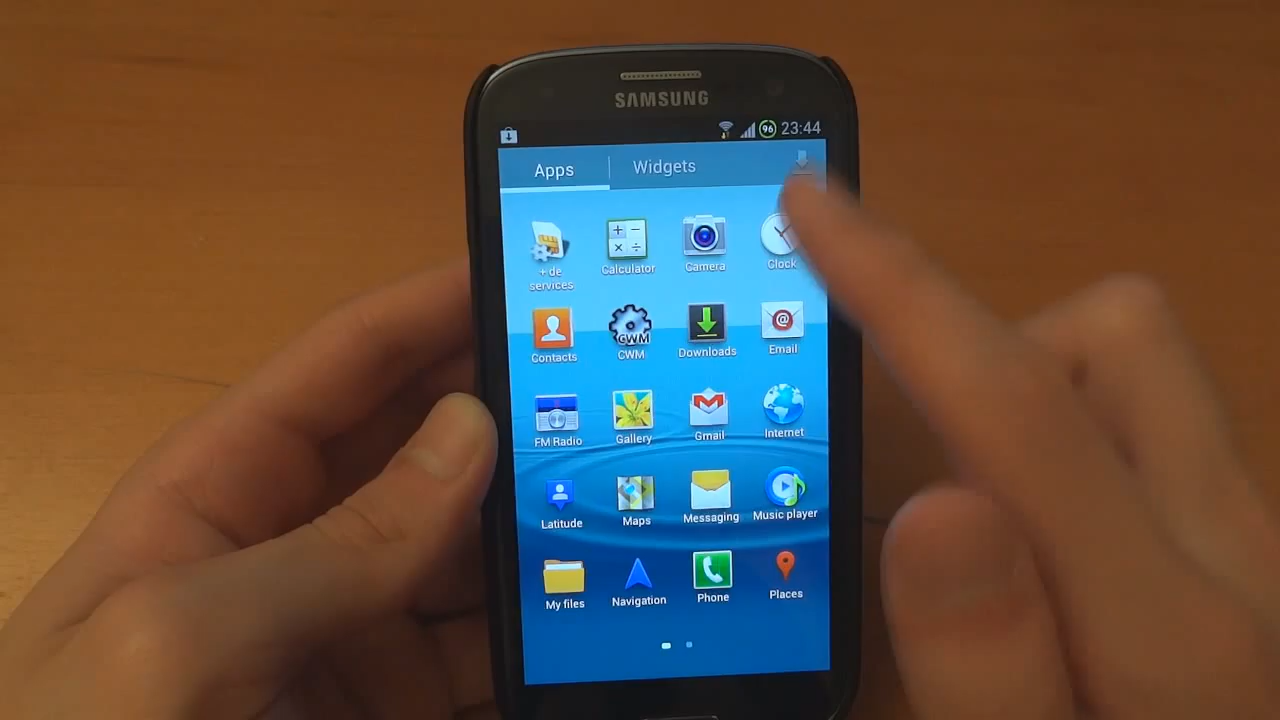 SAMSUNG
96 23:44
Apps Widgets
+ de services Calculator Camera Clock
Contacts CWM Downloads Email
FM Radio Gallery Gmail Internet
Latitude Maps Messaging Music player
My files Navigation Phone Places